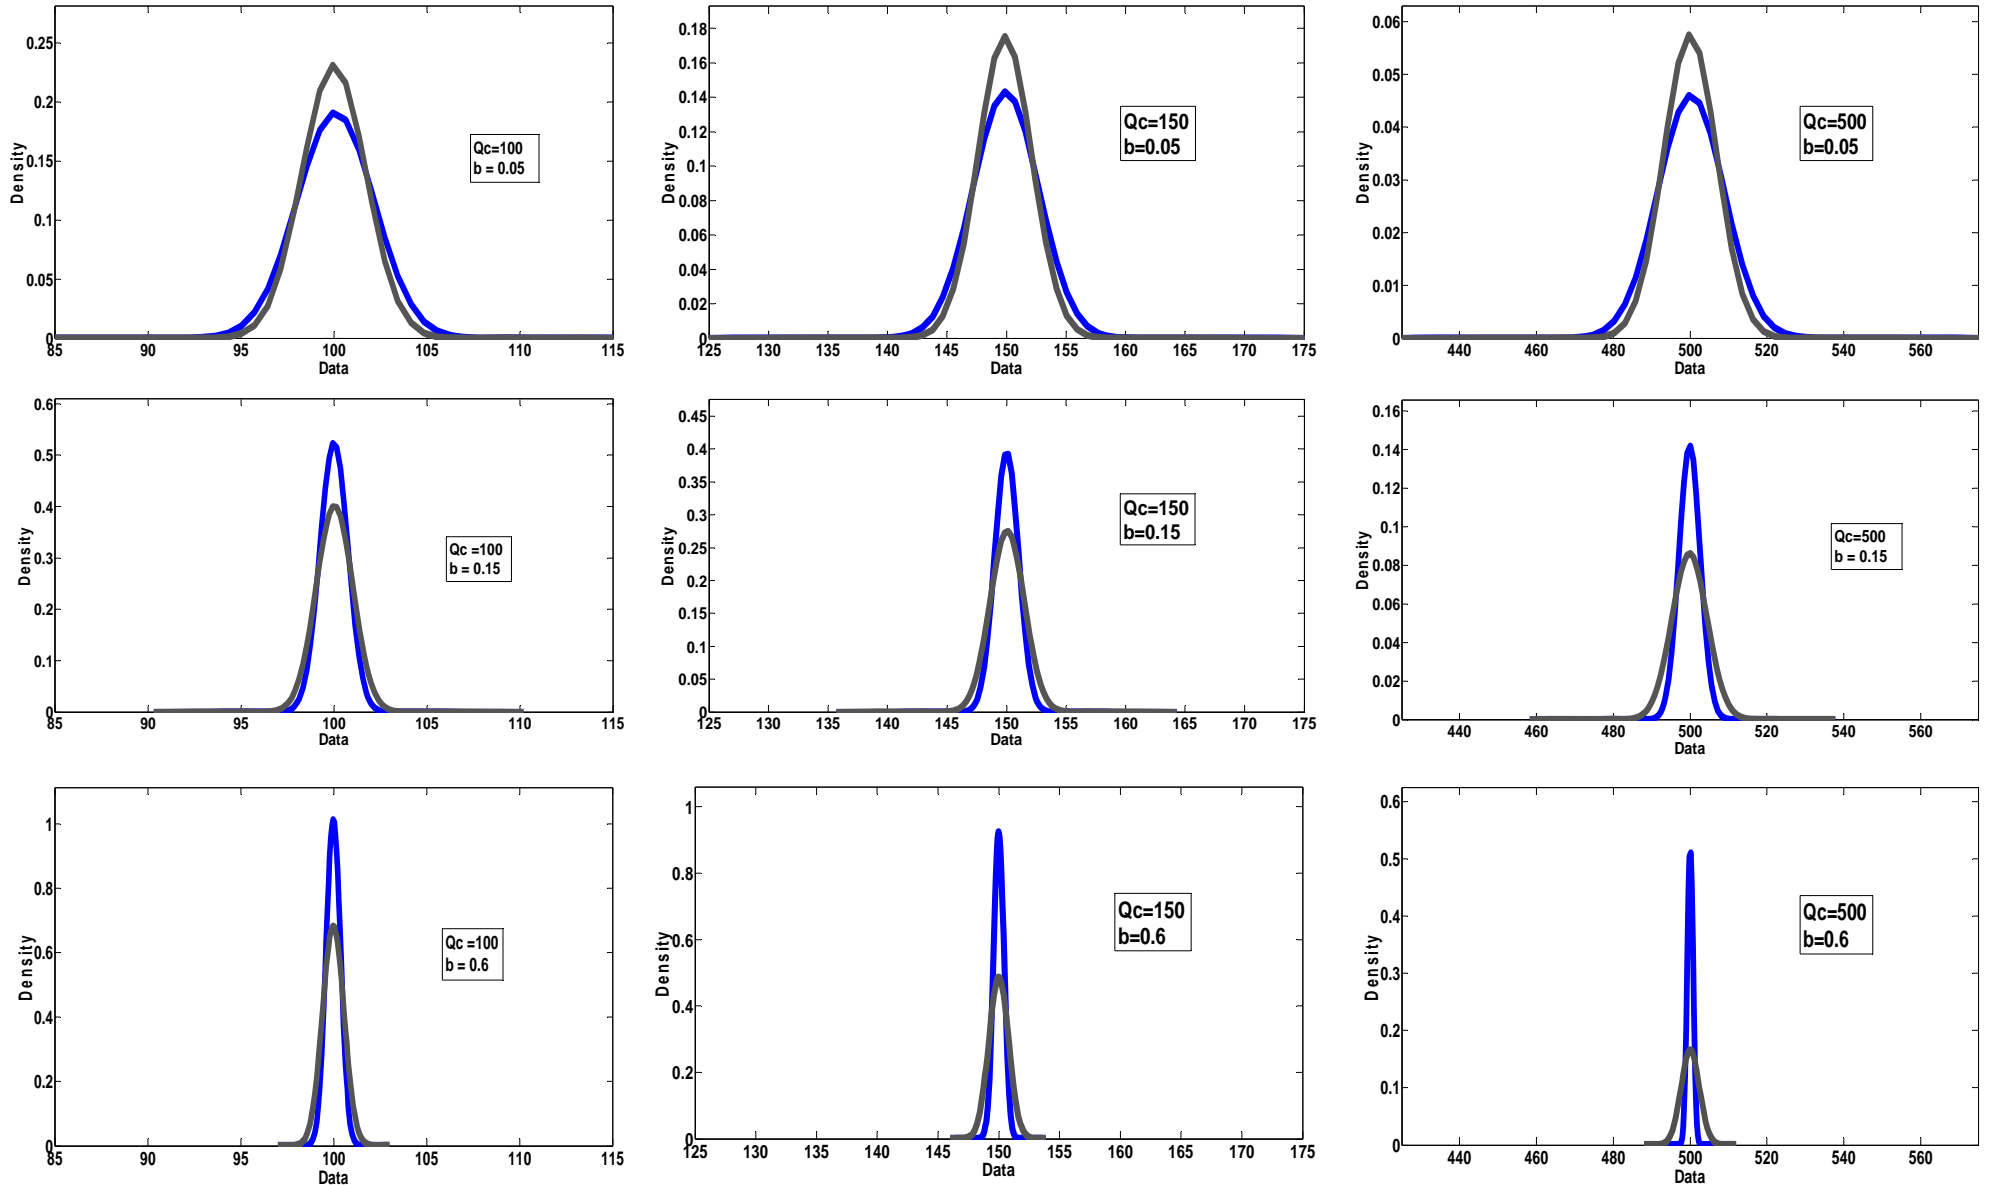 0.25
0.2
0.15
0.1
0.05
0
Density
Qc=100
b = 0.05
85 90 95 100 105 110 115
Data
0.18
0.16
0.14
0.12
0.1
0.08
0.06
0.04
0.02
0
Density
Qc=150
b=0.05
125 130 135 140 145 150 155 160 165 170 175
Data
0.06
0.05
0.04
0.03
0.02
0.01
0
Density
Qc=500
b=0.05
440 460 480 500 520 540 560
Data
0.6
0.5
0.4
0.3
0.2
0.1
0
Density
Qc =100
b = 0.15
85 90 95 100 105 110 115
Data
0.45
0.4
0.35
0.3
0.25
0.2
0.15
0.1
0.05
0
Density
Qc=150
b=0.15
125 130 135 140 145 150 155 160 165 170 175
Data
0.16
0.14
0.12
0.1
0.08
0.06
0.04
0.02
0
Density
Qc=500
b = 0.15
440 460 480 500 520 540 560
Data
1
0.8
0.6
0.4
0.2
0
Density
Qc =100
b = 0.6
85 90 95 100 105 110 115
Data
1
0.8
0.6
0.4
0.2
0
Density
Qc=150
b=0.6
125 130 135 140 145 150 155 160 165 170 175
Data
0.6
0.5
0.4
0.3
0.2
0.1
0
Density
Qc=500
b=0.6
440 460 480 500 520 540 560
Data